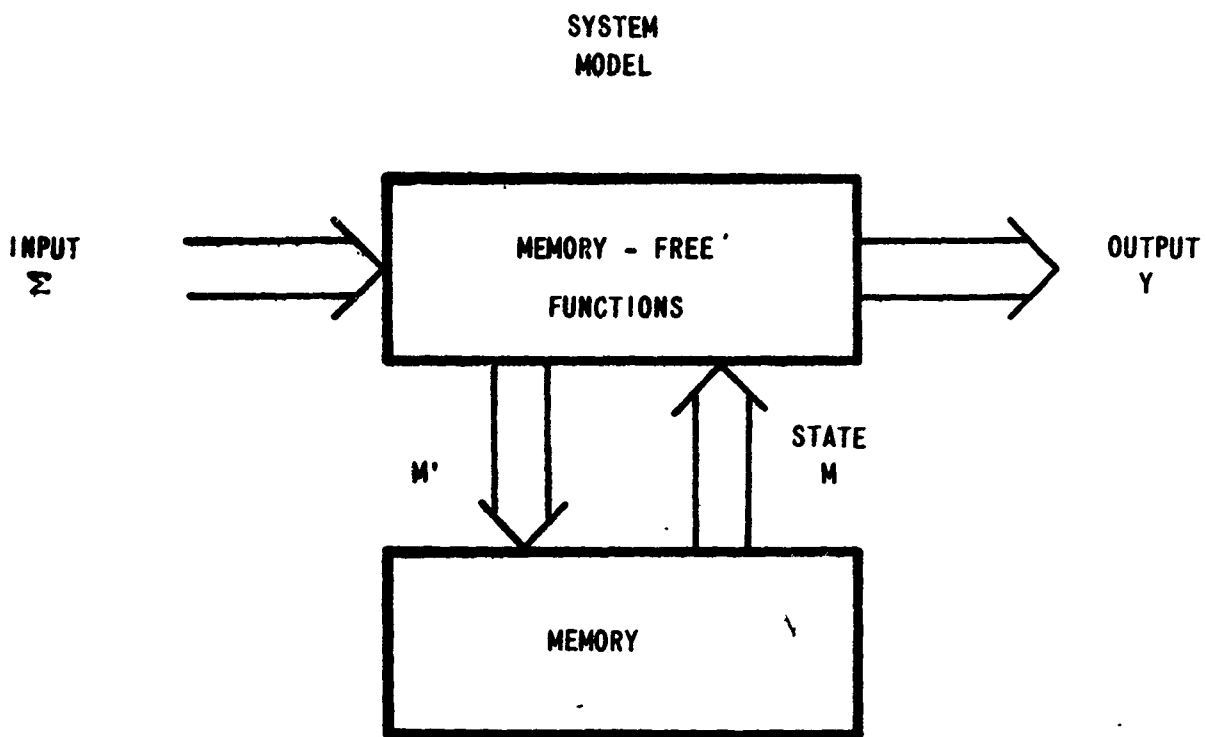 SYSTEM
MODEL
INPUT
Σ
MEMORY - FREE
FUNCTIONS
OUTPUT
Y
M'
STATE
M
MEMORY